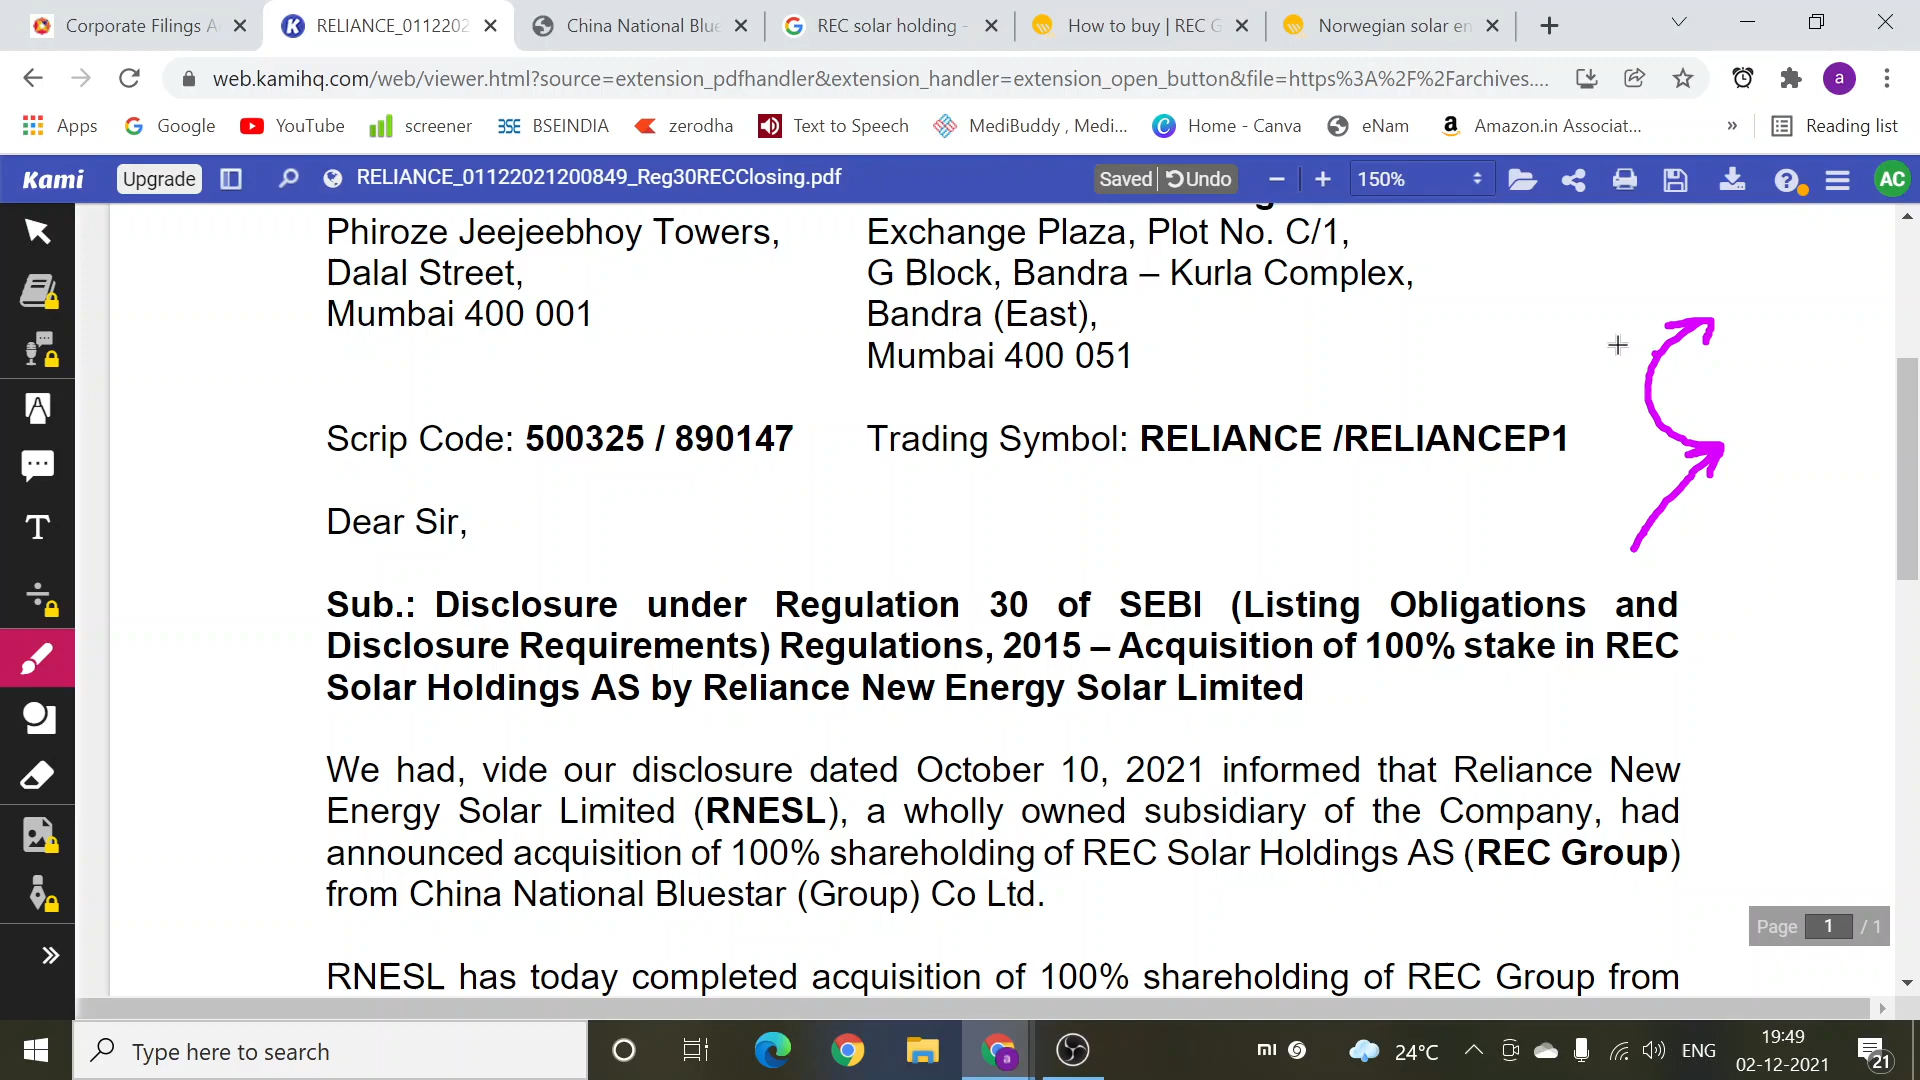 Corporate Filings A
RELIANCE_0112202
China National Blue
REC solar holding -
How to buy | REC G
Norwegian solar en
web.kamihq.com/web/viewer.html?source=extension_pdfhandler&extension_handler=extension_open_button&file=https%3A%2F%2Farchives....
a
Apps
Google
YouTube
screener
BSE BSEINDIA
zerodha
Text to Speech
MediBuddy , Medi...
Home - Canva
eNam
Amazon.in Associat...
»
Reading list
Kami
Upgrade
RELIANCE_01122021200849_Reg30RECClosing.pdf
Saved
Undo
150%
AC
Phiroze Jeejeebhoy Towers,
Dalal Street,
Mumbai 400 001
Exchange Plaza, Plot No. C/1,
G Block, Bandra – Kurla Complex,
Bandra (East),
Mumbai 400 051
Scrip Code: 500325 / 890147
Trading Symbol: RELIANCE /RELIANCEP1
Dear Sir,
Sub.: Disclosure under Regulation 30 of SEBI (Listing Obligations and
Disclosure Requirements) Regulations, 2015 – Acquisition of 100% stake in REC
Solar Holdings AS by Reliance New Energy Solar Limited
We had, vide our disclosure dated October 10, 2021 informed that Reliance New
Energy Solar Limited (RNESL), a wholly owned subsidiary of the Company, had
announced acquisition of 100% shareholding of REC Solar Holdings AS (REC Group)
from China National Bluestar (Group) Co Ltd.
RNESL has today completed acquisition of 100% shareholding of REC Group from
Page 1 / 1
Type here to search
a
MI
24°C
ENG
19:49
02-12-2021
21